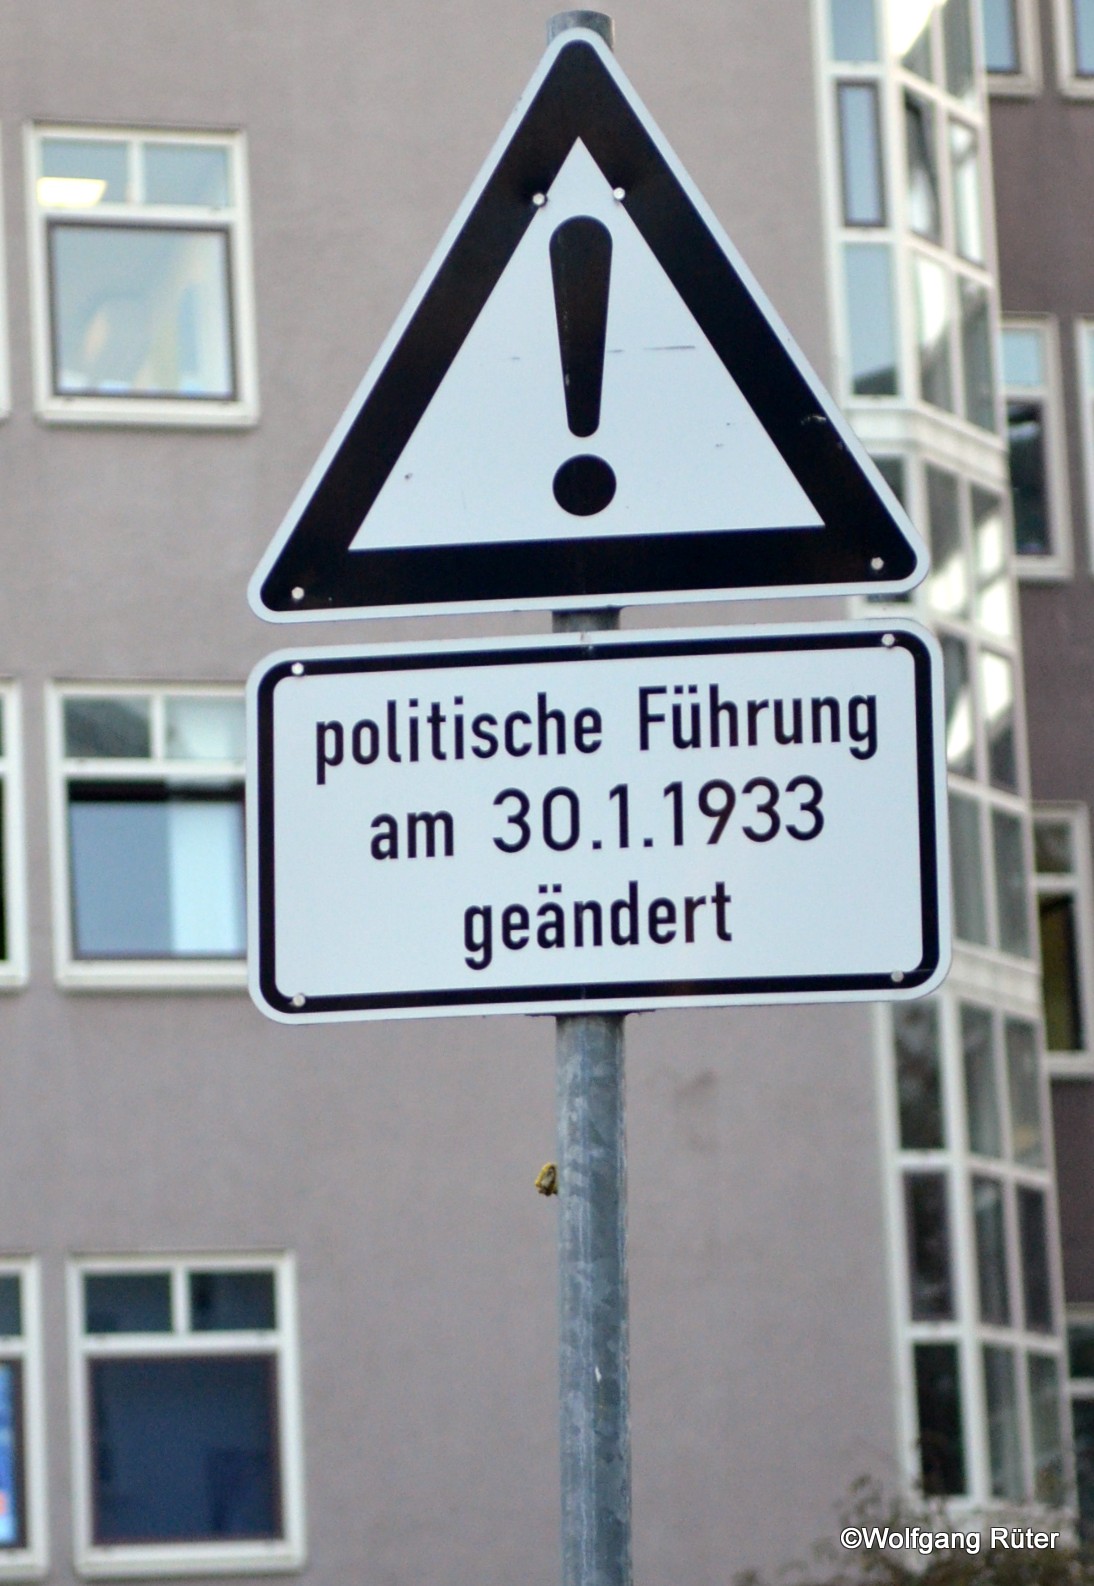 !
politische Führung
am 30.1.1933
geändert
©Wolfgang Rüter